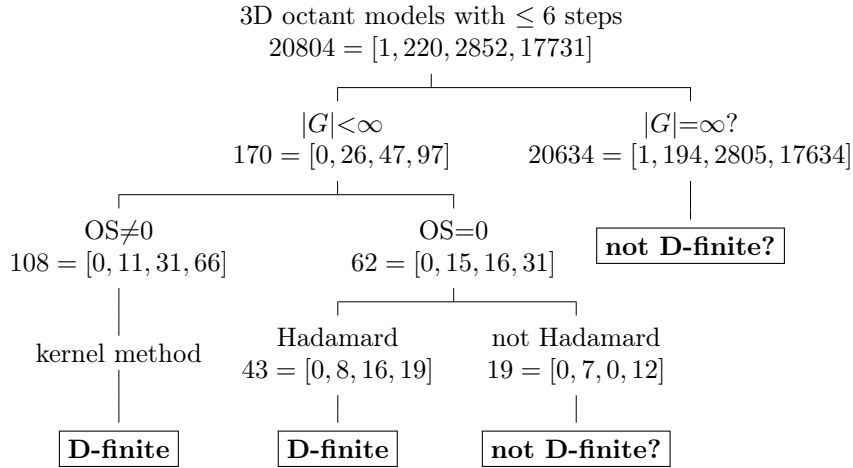 3D octant models with ≤ 6 steps
20804 = [1, 220, 2852, 17731]
|G|<∞
170 = [0, 26, 47, 97]
|G|=∞?
20634 = [1, 194, 2805, 17634]
OS≠0
108 = [0, 11, 31, 66]
OS=0
62 = [0, 15, 16, 31]
not D-finite?
kernel method
Hadamard
43 = [0, 8, 16, 19]
not Hadamard
19 = [0, 7, 0, 12]
D-finite
D-finite
not D-finite?